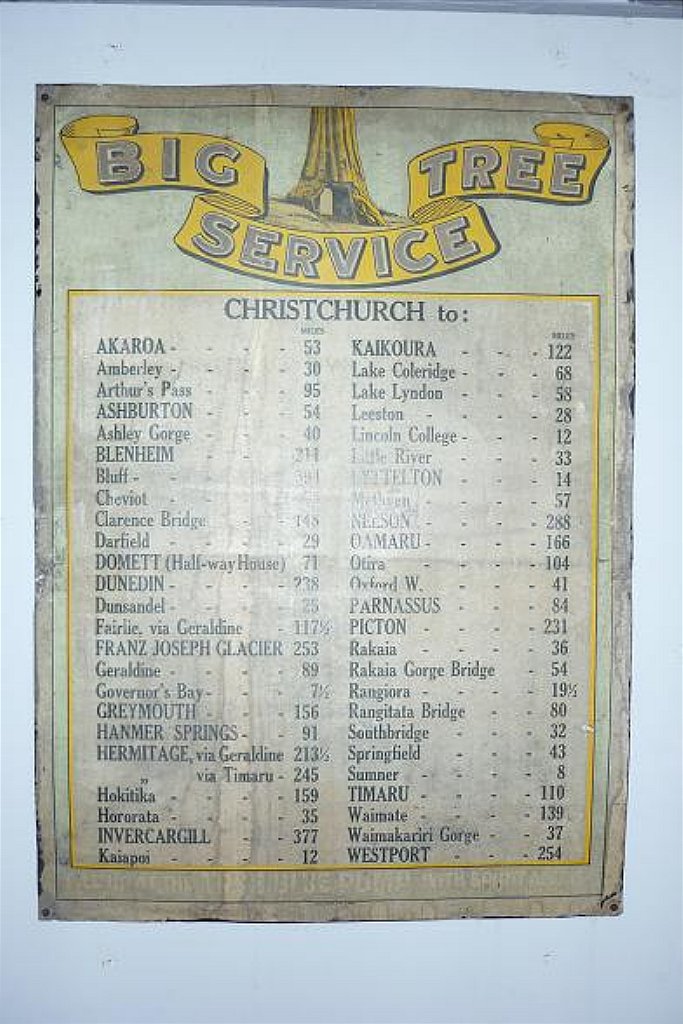 BIG TREE
SERVICE
CHRISTCHURCH to:
MILES
AKAROA - - - - 53
Amberley - - - - 30
Arthur's Pass - - - 95
ASHBURTON - - - 54
Ashley Gorge - - - 40
BLENHEIM - - -
Bluff - - - -
Cheviot - - -
Clarence Bridge - - -
Darfield - - - 29
DOMETT (Half-way House) 71
DUNEDIN - - - - 238
Dunsandel - - - 25
Fairlie, via Geraldine - - 117½
FRANZ JOSEPH GLACIER 253
Geraldine - - - - 89
Governor's Bay - - - 7½
GREYMOUTH - - - 156
HANMER SPRINGS - - 91
HERMITAGE, via Geraldine 213½
„ via Timaru - 245
Hokitika - - - - 159
Hororata - - - - 35
INVERCARGILL - - 377
Kaiapoi - - - - 12
MILES
KAIKOURA - - - 122
Lake Coleridge - - - 68
Lake Lyndon - - - 58
Leeston - - - - 28
Lincoln College - - - 12
Little River - - - 33
LYTTELTON - - - 14
Methven - - - 57
NELSON - - - - 288
OAMARU - - - - 166
Otira - - - - 104
Oxford W. - - - 41
PARNASSUS - - - 84
PICTON - - - - 231
Rakaia - - - - 36
Rakaia Gorge Bridge - 54
Rangiora - - - - 19½
Rangitata Bridge - - 80
Southbridge - - - 32
Springfield - - - 43
Sumner - - - - 8
TIMARU - - - - 110
Waimate - - - - 139
Waimakariri Gorge - - 37
WESTPORT - - - 254